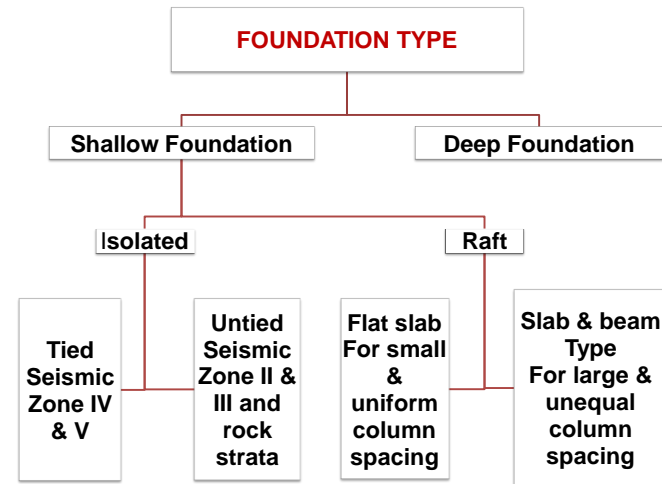 FOUNDATION TYPE
Shallow Foundation
Deep Foundation
Isolated
Raft
Tied
Seismic
Zone IV
& V
Untied
Seismic
Zone II &
III and
rock
strata
Flat slab
For small
&
uniform
column
spacing
Slab & beam
Type
For large &
unequal
column
spacing